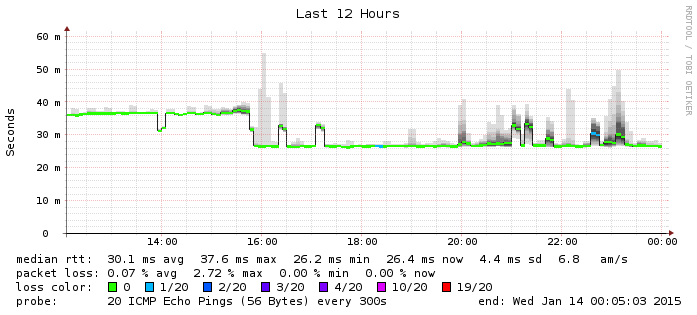 Last 12 Hours
RRDTOOL / TOBI OETIKER
Seconds
60 m
50 m
40 m
30 m
20 m
10 m
0
14:00 16:00 18:00 20:00 22:00 00:00
median rtt: 30.1 ms avg 37.6 ms max 26.2 ms min 26.4 ms now 4.4 ms sd 6.8 am/s
packet loss: 0.07 % avg 2.72 % max 0.00 % min 0.00 % now
loss color: 0 1/20 2/20 3/20 4/20 10/20 19/20
probe: 20 ICMP Echo Pings (56 Bytes) every 300s end: Wed Jan 14 00:05:03 2015